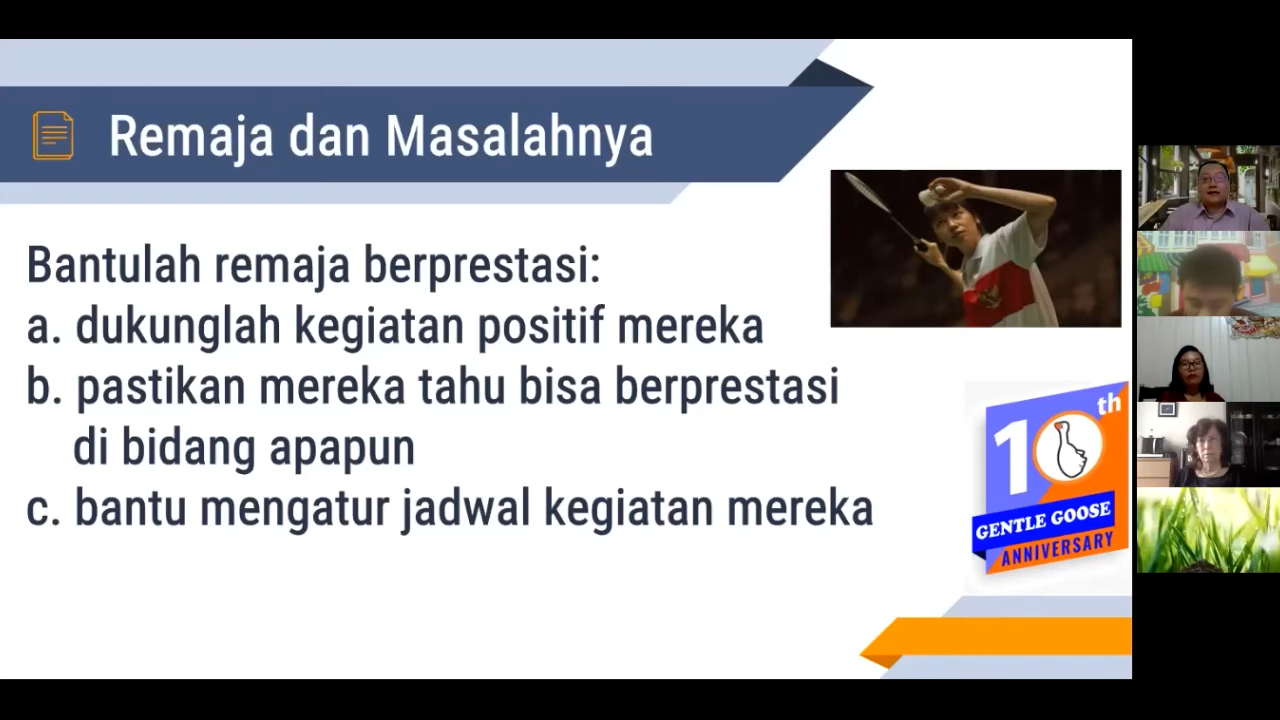 Remaja dan Masalahnya
Bantulah remaja berprestasi:
a. dukunglah kegiatan positif mereka
b. pastikan mereka tahu bisa berprestasi
di bidang apapun
c. bantu mengatur jadwal kegiatan mereka
10th
GENTLE GOOSE
ANNIVERSARY